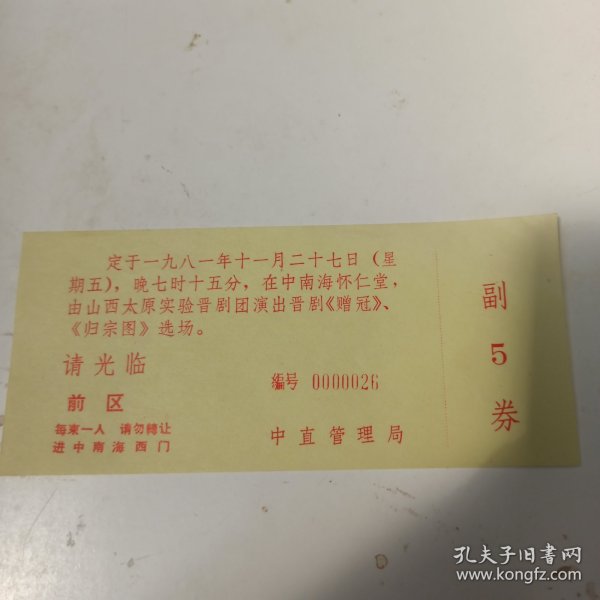 定于一九八一年十一月二十七日（星
期五），晚七时十五分，在中南海怀仁堂，
由山西太原实验晋剧团演出晋剧《赠冠》、
《归宗图》选场。
请光临
前区
每柬一人 请勿转让
进中南海西门
编号 0000026
中直管理局
副
5
券
孔夫子旧书网
www.kongfz.com